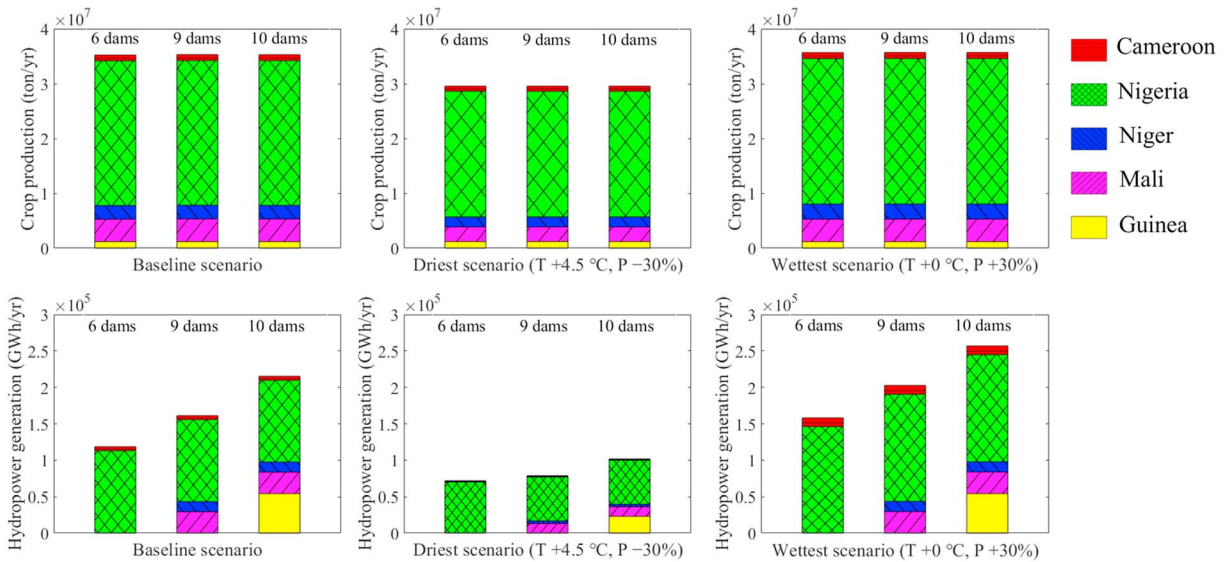 ×10⁷
4
3
2
1
0
Crop production (ton/yr)
6 dams 9 dams 10 dams
Baseline scenario
×10⁷
4
3
2
1
0
Crop production (ton/yr)
6 dams 9 dams 10 dams
Driest scenario (T +4.5 ℃, P −30%)
×10⁷
4
3
2
1
0
Crop production (ton/yr)
6 dams 9 dams 10 dams
Wettest scenario (T +0 ℃, P +30%)
Cameroon
Nigeria
Niger
Mali
Guinea
×10⁵
3
2.5
2
1.5
1
0.5
0
Hydropower generation (GWh/yr)
6 dams 9 dams 10 dams
Baseline scenario
×10⁵
3
2.5
2
1.5
1
0.5
0
Hydropower generation (GWh/yr)
6 dams 9 dams 10 dams
Driest scenario (T +4.5 ℃, P −30%)
×10⁵
3
2.5
2
1.5
1
0.5
0
Hydropower generation (GWh/yr)
6 dams 9 dams 10 dams
Wettest scenario (T +0 ℃, P +30%)